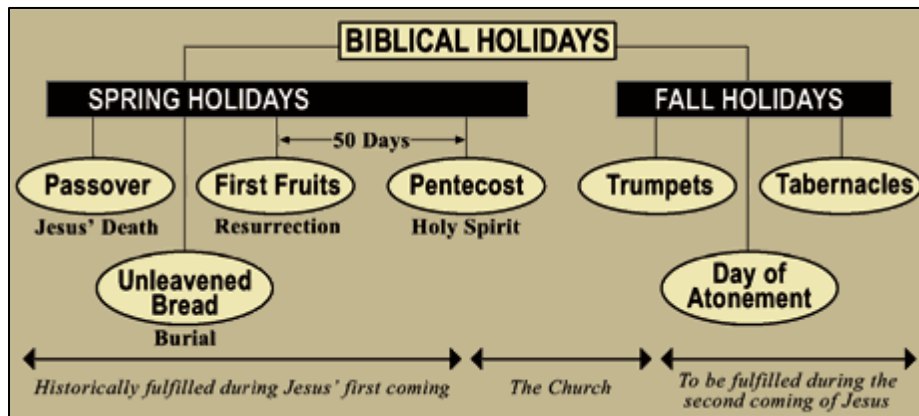 BIBLICAL HOLIDAYS
SPRING HOLIDAYS
FALL HOLIDAYS
50 Days
Passover
Jesus' Death
First Fruits
Resurrection
Pentecost
Holy Spirit
Trumpets
Tabernacles
Unleavened
Bread
Burial
Day of
Atonement
Historically fulfilled during Jesus' first coming
The Church
To be fulfilled during the
second coming of Jesus